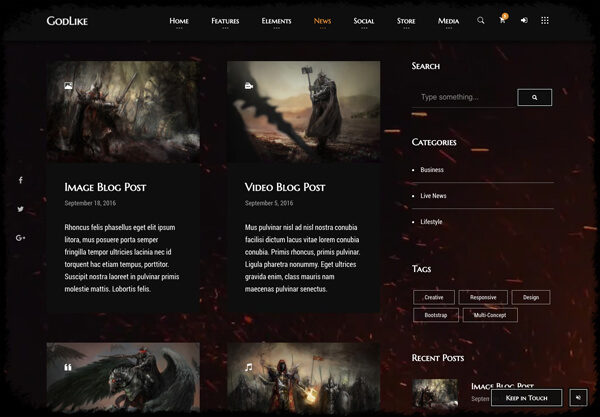 GodLike
Home
Features
Elements
News
Social
Store
Media
Search
Type something...
Categories
Business
Live News
Lifestyle
Image Blog Post
September 18, 2016
Rhoncus felis phasellus eget elit ipsum
litora, mus posuere porta semper
fringilla tempor ultricies lacinia nec id
torquent hac etiam tempus, porttitor.
Suscipit nostra laoreet in pulvinar primis
molestie mattis. Lobortis felis.
Video Blog Post
September 5, 2016
Mus pulvinar nisl ad nisl nostra conubia
facilisi dictum lacus vitae lorem conubia
conubia. Primis rhoncus, primis pulvinar.
Ligula pharetra nonummy. Eget ultrices
gravida enim, class mauris nam
maecenas pulvinar senectus.
Tags
Creative
Responsive
Design
Bootstrap
Multi-Concept
Recent Posts
Image Blog Post
Septen
Keep in Touch